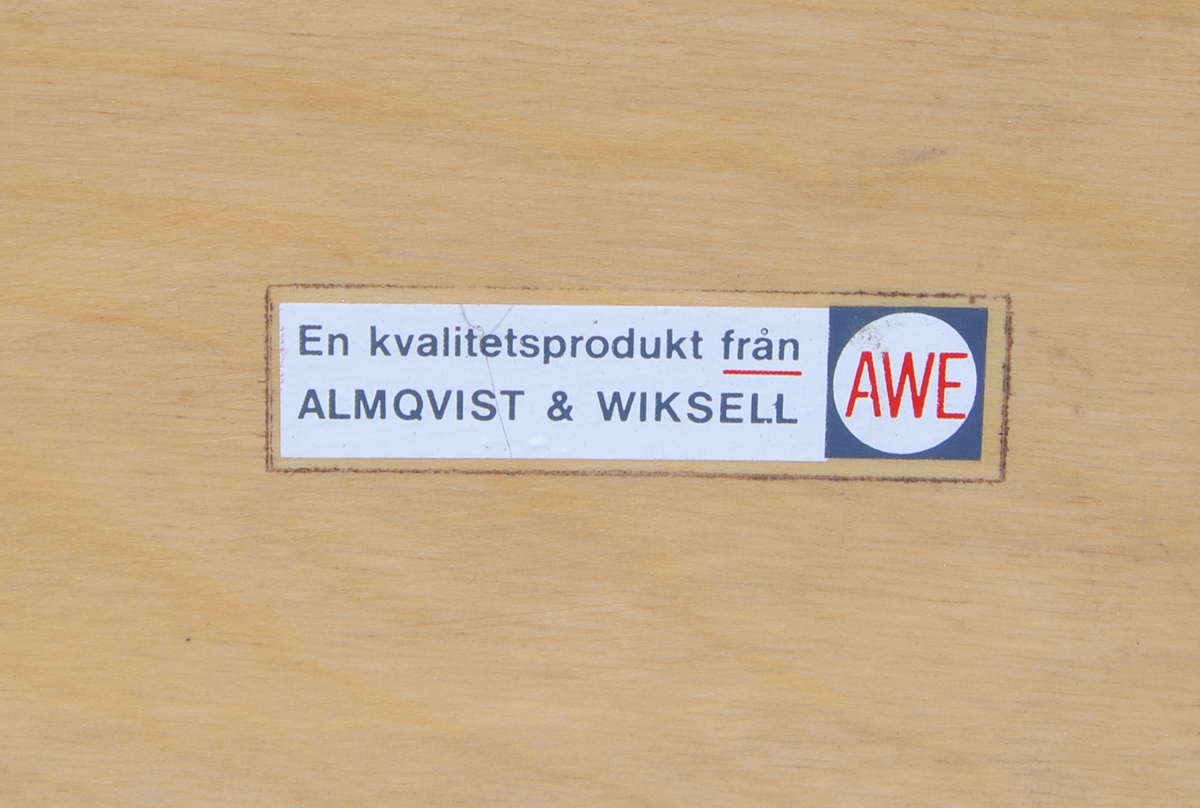 En kvalitetsprodukt från
ALMQVIST & WIKSELL
AWE